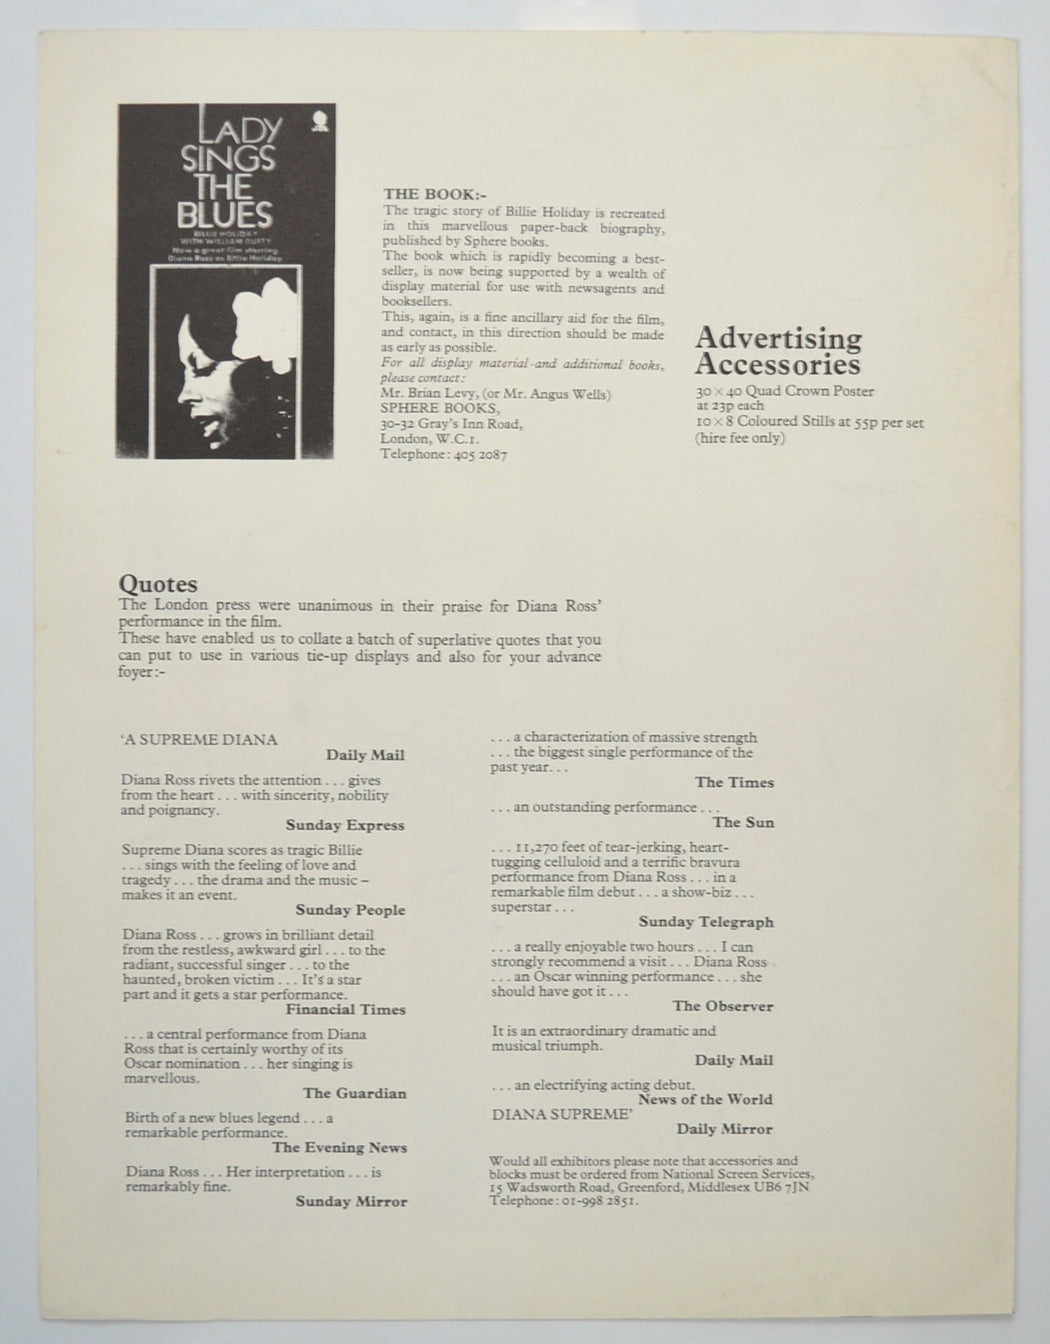 LADY
SINGS
THE
BLUES
BILLIE HOLIDAY
WITH WILLIAM DUFTY
Now a great film starring
Diana Ross as Billie Holiday
THE BOOK:-
The tragic story of Billie Holiday is recreated
in this marvellous paper-back biography,
published by Sphere books.
The book which is rapidly becoming a best-
seller, is now being supported by a wealth of
display material for use with newsagents and
booksellers.
This, again, is a fine ancillary aid for the film,
and contact, in this direction should be made
as early as possible.
For all display material and additional books,
please contact:
Mr. Brian Levy, (or Mr. Angus Wells)
SPHERE BOOKS,
30-32 Gray's Inn Road,
London, W.C.1.
Telephone: 405 2087
Advertising
Accessories
30 × 40 Quad Crown Poster
at 23p each
10 × 8 Coloured Stills at 55p per set
(hire fee only)
Quotes
The London press were unanimous in their praise for Diana Ross'
performance in the film.
These have enabled us to collate a batch of superlative quotes that you
can put to use in various tie-up displays and also for your advance
foyer:-
'A SUPREME DIANA
Daily Mail
Diana Ross rivets the attention . . . gives
from the heart . . . with sincerity, nobility
and poignancy.
Sunday Express
Supreme Diana scores as tragic Billie
. . . sings with the feeling of love and
tragedy . . . the drama and the music –
makes it an event.
Sunday People
Diana Ross . . . grows in brilliant detail
from the restless, awkward girl . . . to the
radiant, successful singer . . . to the
haunted, broken victim . . . It's a star
part and it gets a star performance.
Financial Times
. . . a central performance from Diana
Ross that is certainly worthy of its
Oscar nomination . . . her singing is
marvellous.
The Guardian
Birth of a new blues legend . . . a
remarkable performance.
The Evening News
Diana Ross . . . Her interpretation . . . is
remarkably fine.
Sunday Mirror
. . . a characterization of massive strength
. . . the biggest single performance of the
past year. . .
The Times
. . . an outstanding performance . . .
The Sun
. . . 11,270 feet of tear-jerking, heart-
tugging celluloid and a terrific bravura
performance from Diana Ross . . . in a
remarkable film debut . . . a show-biz . . .
superstar . . .
Sunday Telegraph
. . . a really enjoyable two hours . . . I can
strongly recommend a visit . . . Diana Ross
. . . an Oscar winning performance . . . she
should have got it . . .
The Observer
It is an extraordinary dramatic and
musical triumph.
Daily Mail
. . . an electrifying acting debut.
News of the World
DIANA SUPREME'
Daily Mirror
Would all exhibitors please note that accessories and
blocks must be ordered from National Screen Services,
15 Wadsworth Road, Greenford, Middlesex UB6 7JN
Telephone: 01-998 2851.